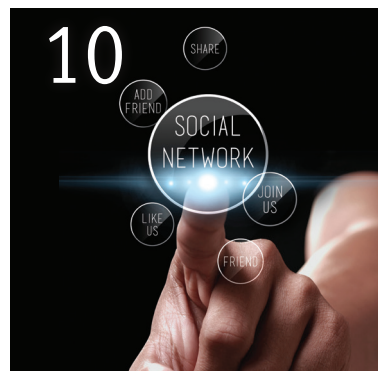 10
SHARE
ADD
FRIEND
SOCIAL
NETWORK
JOIN
US
LIKE
US
FRIEND